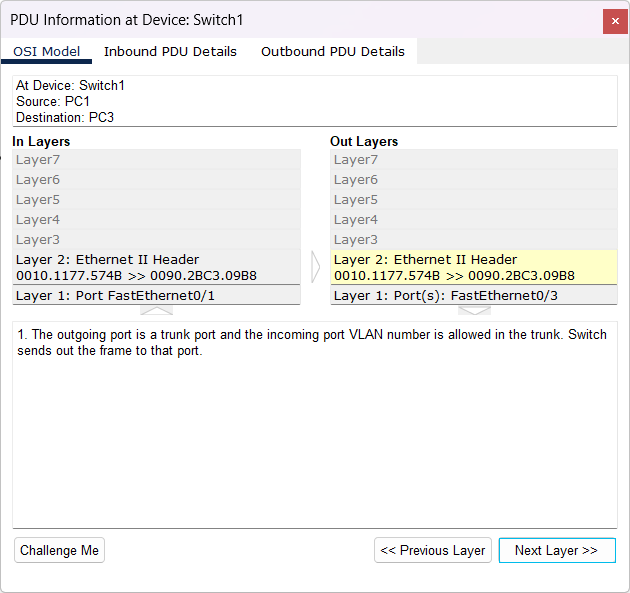 PDU Information at Device: Switch1
OSI Model Inbound PDU Details Outbound PDU Details
At Device: Switch1
Source: PC1
Destination: PC3
In Layers
Layer7
Layer6
Layer5
Layer4
Layer3
Layer 2: Ethernet II Header
0010.1177.574B >> 0090.2BC3.09B8
Layer 1: Port FastEthernet0/1
Out Layers
Layer7
Layer6
Layer5
Layer4
Layer3
Layer 2: Ethernet II Header
0010.1177.574B >> 0090.2BC3.09B8
Layer 1: Port(s): FastEthernet0/3
1. The outgoing port is a trunk port and the incoming port VLAN number is allowed in the trunk. Switch
sends out the frame to that port.
Challenge Me << Previous Layer Next Layer >>